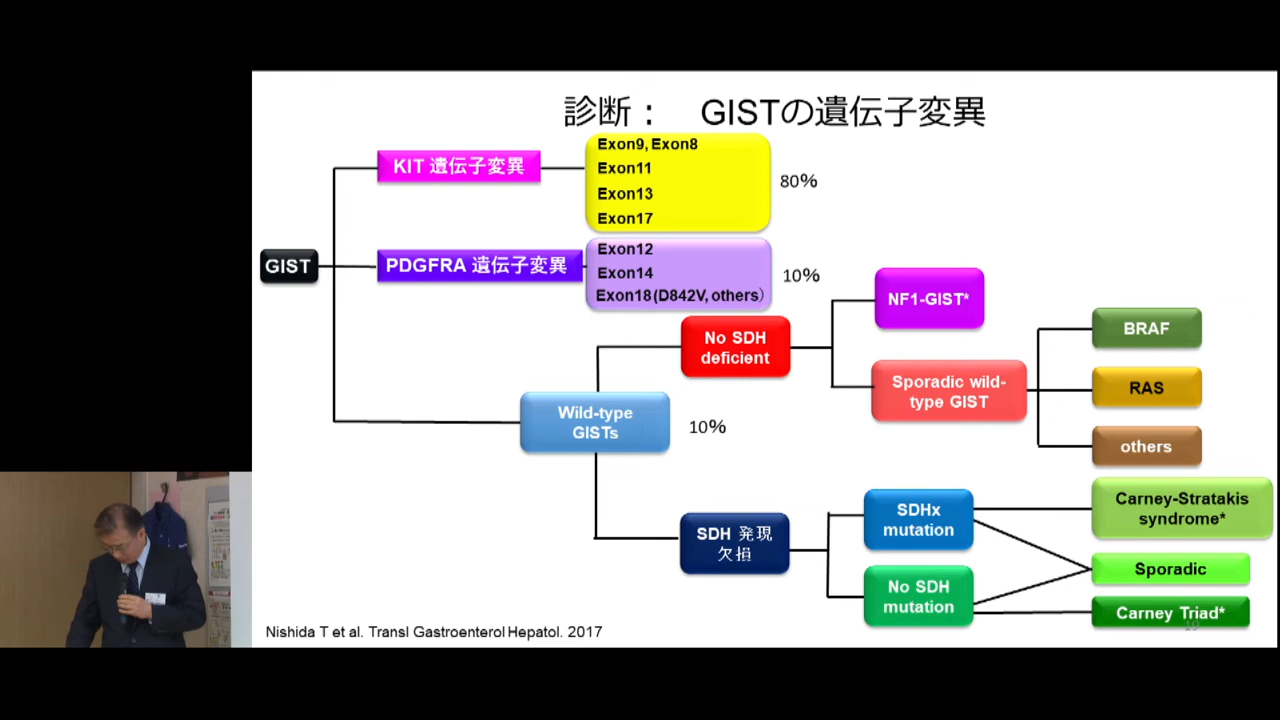 診断：　GISTの遺伝子変異
KIT 遺伝子変異
Exon9, Exon8
Exon11
Exon13
Exon17
80%
GIST
PDGFRA 遺伝子変異
Exon12
Exon14
Exon18(D842V, others）
10%
No SDH
deficient
NF1-GIST*
Sporadic wild-
type GIST
BRAF
RAS
others
Wild-type
GISTs
10%
SDH 発現
欠損
SDHx
mutation
No SDH
mutation
Carney-Stratakis
syndrome*
Sporadic
Carney Triad*
Nishida T et al. Transl Gastroenterol Hepatol. 2017